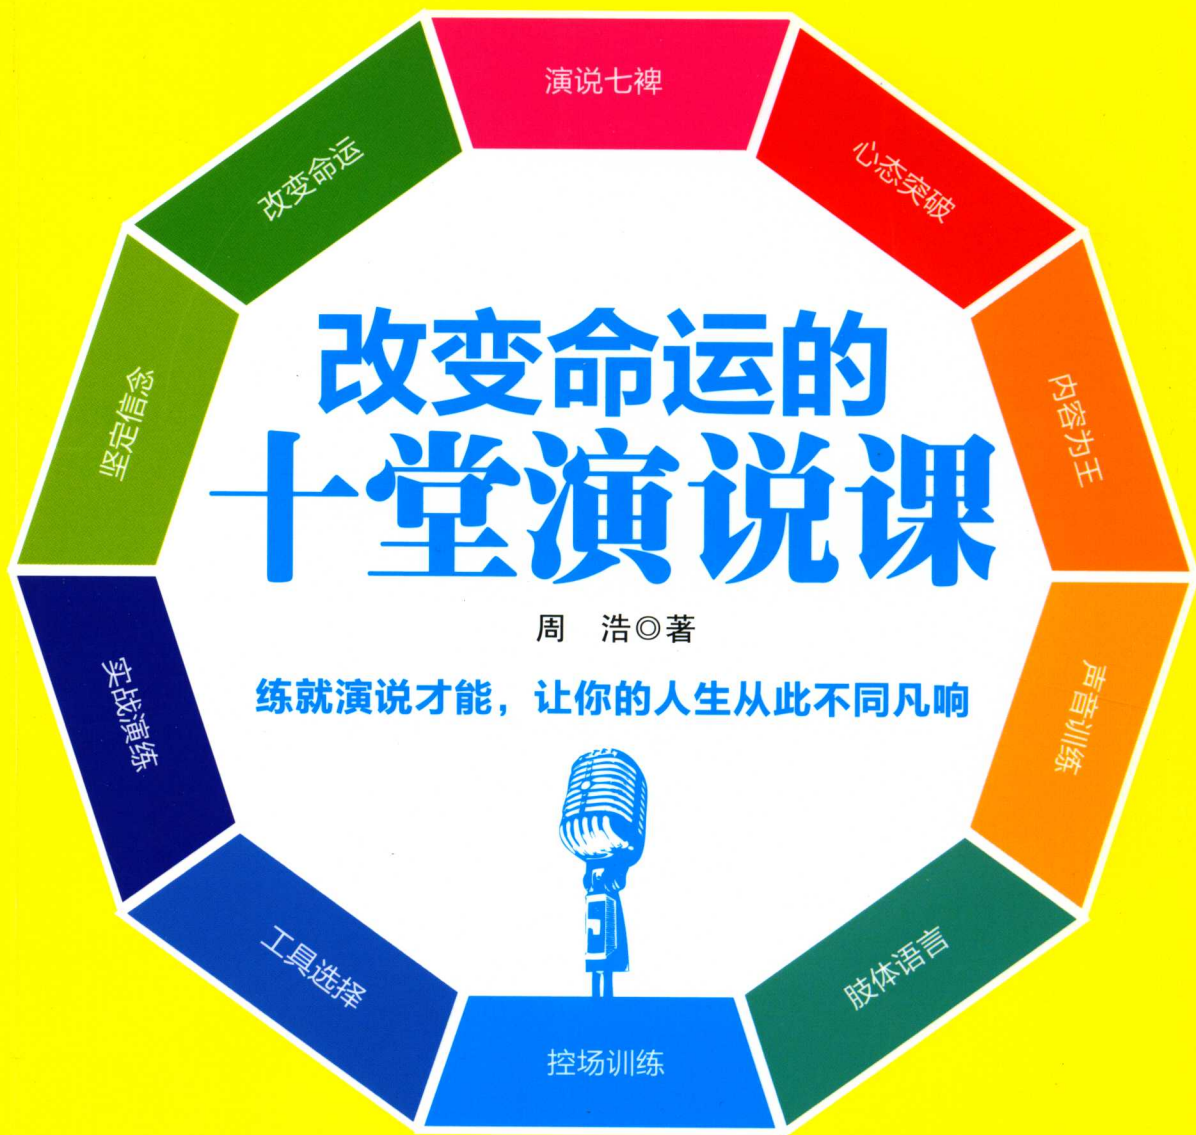 演说七裨
心态突破
内容为王
声音训练
肢体语言
控场训练
工具选择
实战演练
坚定信念
改变命运
改变命运的
十堂演说课
周 浩◎著
练就演说才能，让你的人生从此不同凡响